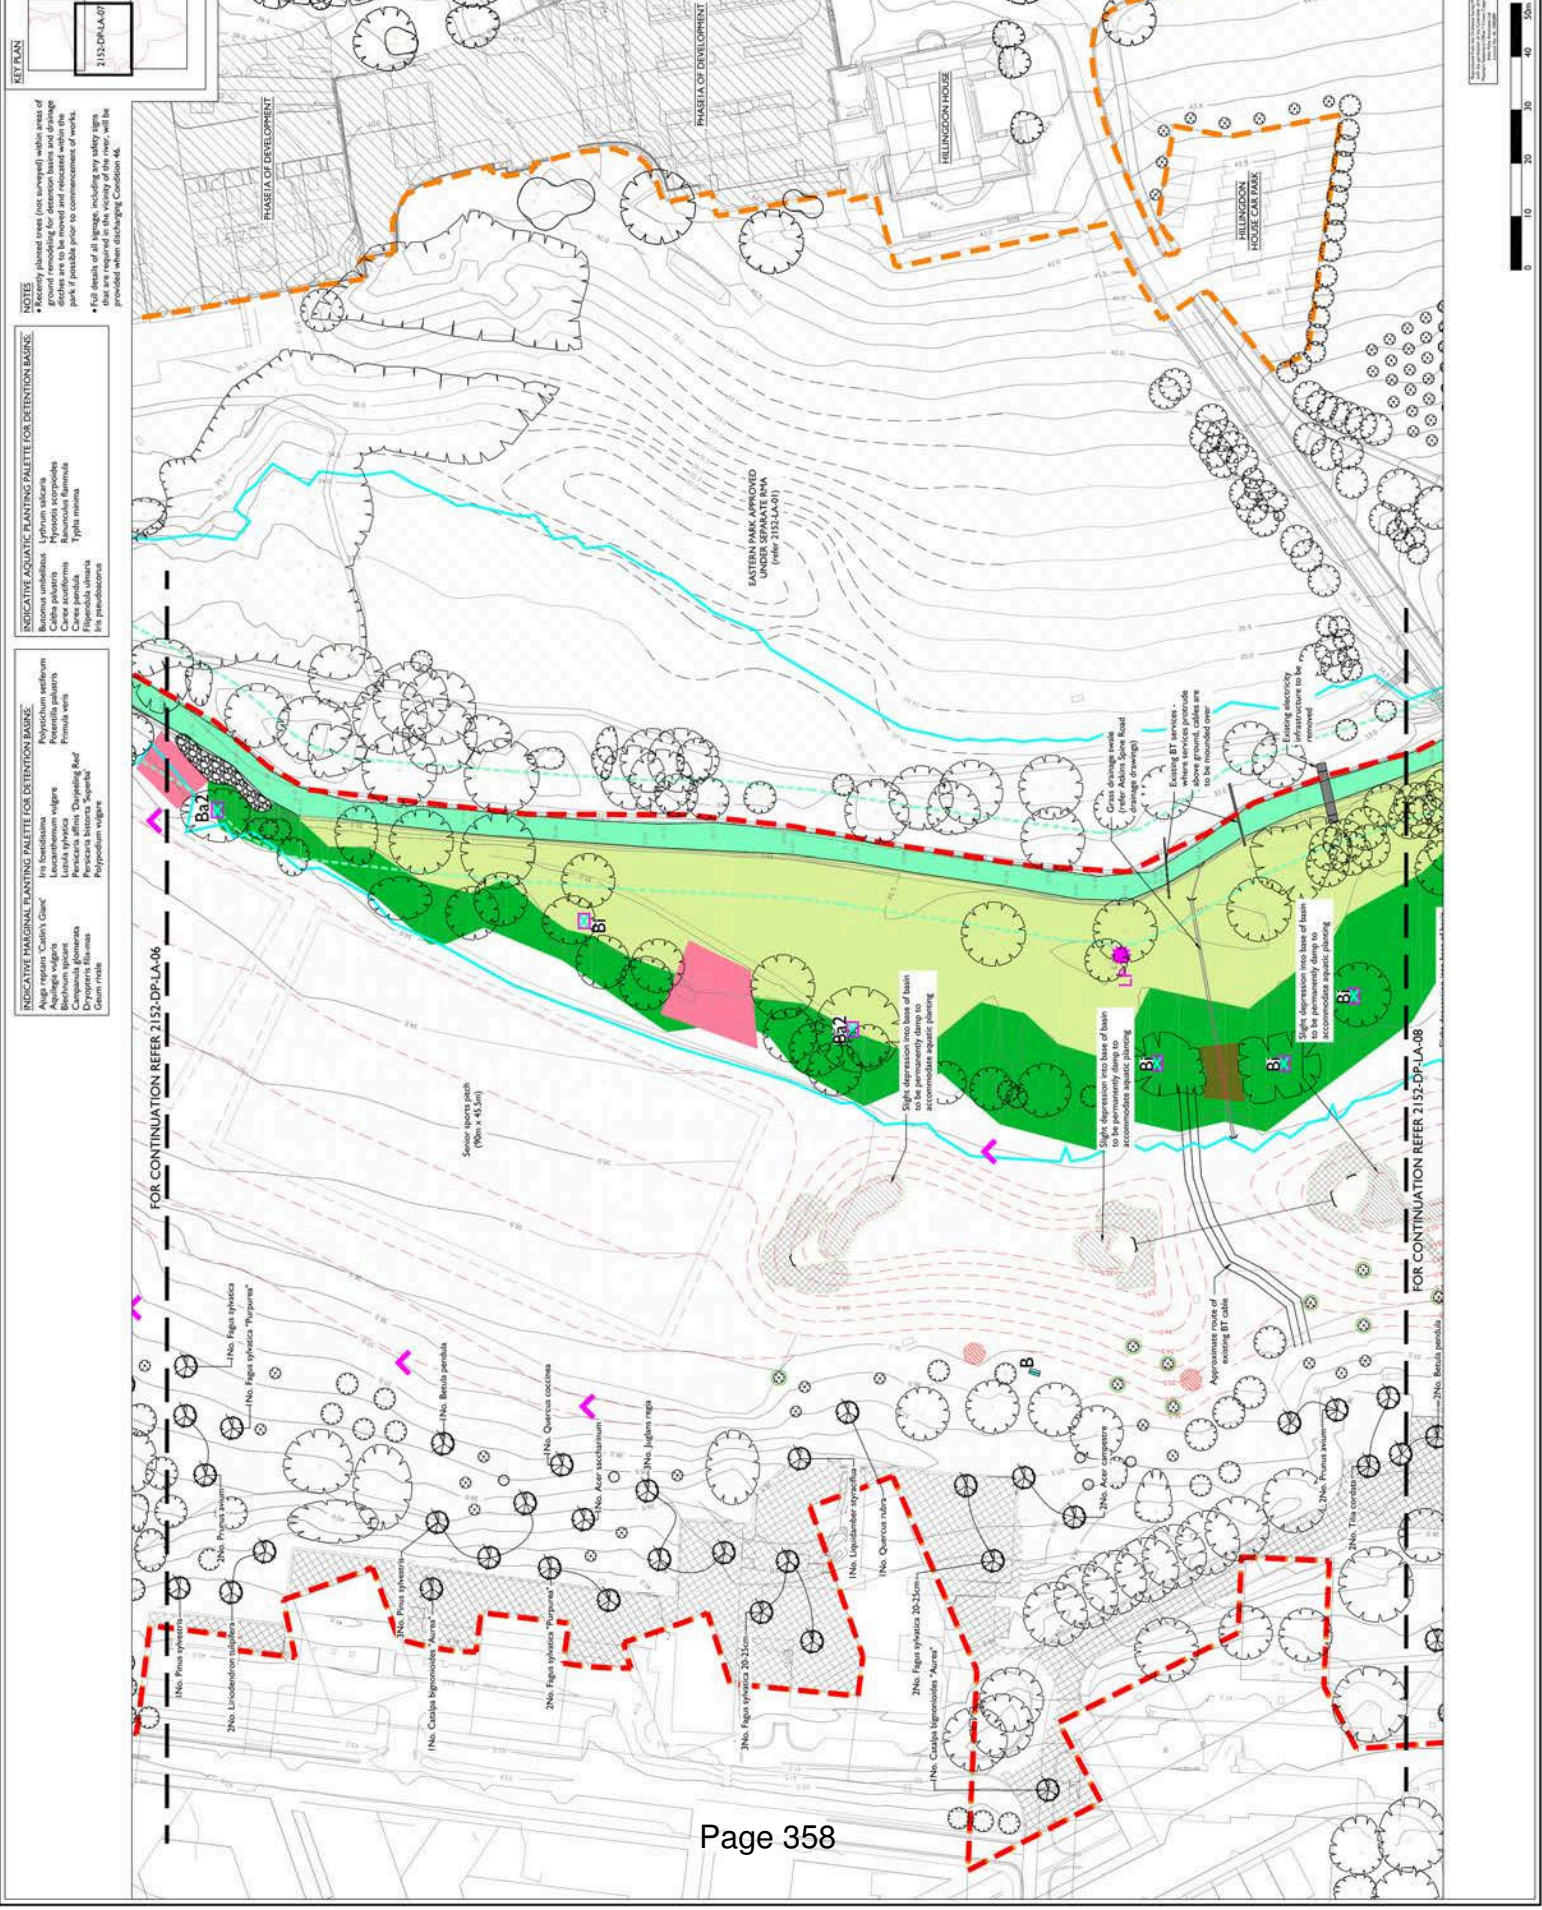 KEY PLAN
2152-DP-LA-07
NOTES
• Recently planted trees (not surveyed) within areas of
ground remodeling for detention basins and drainage
ditches are to be moved and relocated within the
park if possible prior to commencement of works.
• Full details of all signage, including any safety signs
that are required in the vicinity of the river, will be
provided when discharging Condition 46.
INDICATIVE AQUATIC PLANTING PALETTE FOR DETENTION BASINS:
Butomus umbellatus
Caltha palustris
Carex acutiformis
Carex pendula
Filipendula ulmaria
Iris pseudoacorus
Lythrum salicaria
Myosotis scorpioides
Ranunculus flammula
Typha minima
INDICATIVE MARGINAL PLANTING PALETTE FOR DETENTION BASINS:
Ajuga reptans 'Catlin's Giant'
Aquilegia vulgaris
Blechnum spicant
Campanula glomerata
Dryopteris filix-mas
Geum rivale
Iris foetidissima
Leucanthemum vulgare
Luzula sylvatica
Persicaria affinis 'Darjeeling Red'
Persicaria bistorta 'Superba'
Polypodium vulgare
Polystichum setiferum
Potentilla palustris
Primula veris
PHASE1A OF DEVELOPMENT
PHASE1A OF DEVELOPMENT
HILLINGDON HOUSE
HILLINGDON
HOUSE CAR PARK
0
10
20
30
40
50m
EASTERN PARK APPROVED
UNDER SEPARATE RMA
(refer 2152-LA-01)
Grass drainage swale
(refer Atkins Spine Road
drainage drawings)
Existing BT services -
where services protrude
above ground, cables are
to be mounded over
Existing electricity
infrastructure to be
removed
Ba2
Bi
Ba2
LP
Bi
Bi
Bi
Slight depression into base of basin
to be permanently damp to
accommodate aquatic planting
Slight depression into base of basin
to be permanently damp to
accommodate aquatic planting
Slight depression into base of basin
to be permanently damp to
accommodate aquatic planting
FOR CONTINUATION REFER 2152-DP-LA-06
FOR CONTINUATION REFER 2152-DP-LA-08
Senior sports pitch
(90m x 45.5m)
Approximate route of
existing BT cable
B
1No. Fagus sylvatica
1No. Fagus sylvatica "Purpurea"
1No. Betula pendula
1No. Quercus coccinea
1No. Acer saccharinum
3No. Juglans regia
2No. Prunus avium
1No. Pinus sylvestris
2No. Liriodendron tulipifera
3No. Pinus sylvestris
1No. Catalpa bignonioides "Aurea"
2No. Fagus sylvatica "Purpurea"
3No. Fagus sylvatica 20-25cm
1No. Liquidamber styraciflua
1No. Quercus rubra
2No. Fagus sylvatica 20-25cm
1No. Catalpa bignonioides "Aurea"
2No. Acer campestre
2No. Prunus avium
2No. Tilia cordata
2No. Betula pendula
Page 358